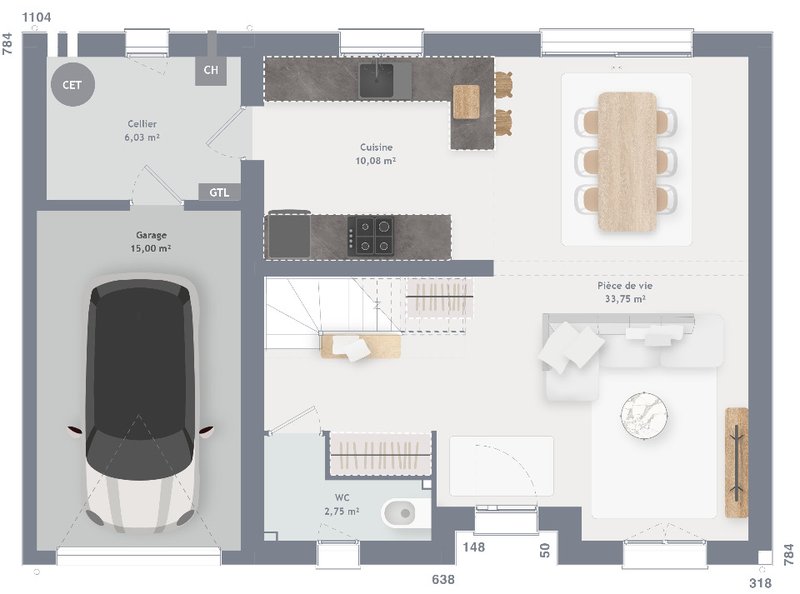 1104
784
CET
CH
Cellier
6,03 m²
Cuisine
10,08 m²
GTL
Garage
15,00 m²
Pièce de vie
33,75 m²
WC
2,75 m²
148
50
638
318
784